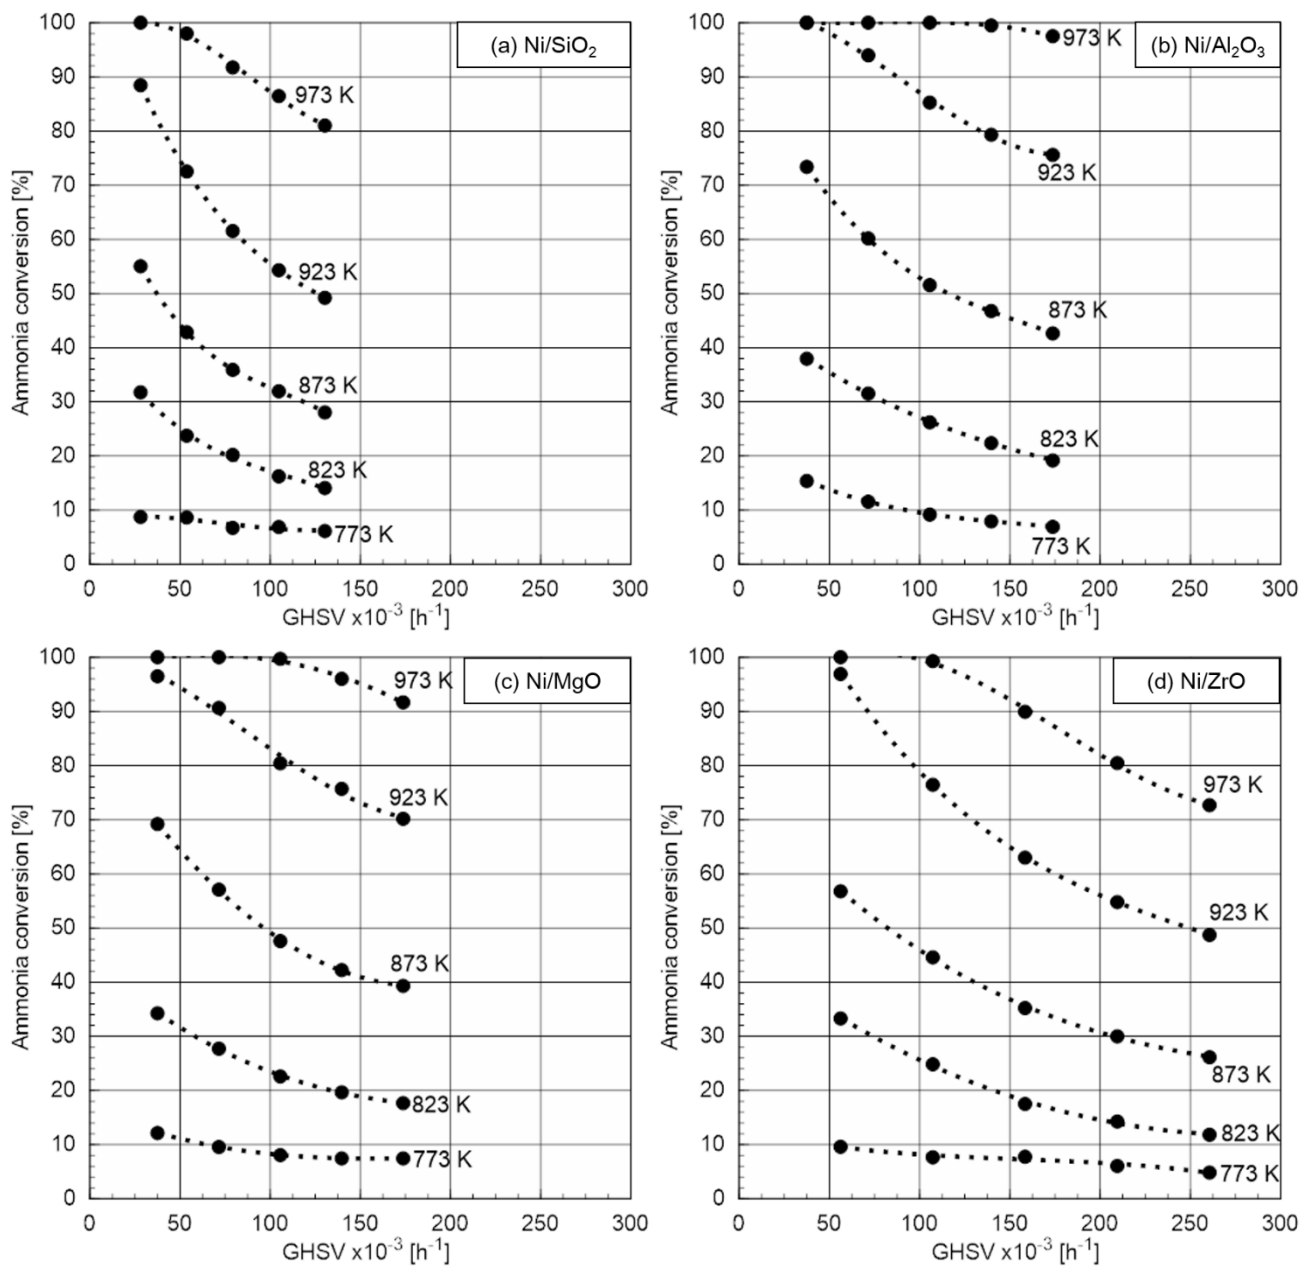 100
90
80
70
60
50
40
30
20
10
0
0 50 100 150 200 250 300
Ammonia conversion [%]
GHSV x10⁻³ [h⁻¹]
(a) Ni/SiO₂
973 K
923 K
873 K
823 K
773 K
100
90
80
70
60
50
40
30
20
10
0
0 50 100 150 200 250 300
Ammonia conversion [%]
GHSV x10⁻³ [h⁻¹]
(b) Ni/Al₂O₃
973 K
923 K
873 K
823 K
773 K
100
90
80
70
60
50
40
30
20
10
0
0 50 100 150 200 250 300
Ammonia conversion [%]
GHSV x10⁻³ [h⁻¹]
(c) Ni/MgO
973 K
923 K
873 K
823 K
773 K
100
90
80
70
60
50
40
30
20
10
0
0 50 100 150 200 250 300
Ammonia conversion [%]
GHSV x10⁻³ [h⁻¹]
(d) Ni/ZrO
973 K
923 K
873 K
823 K
773 K